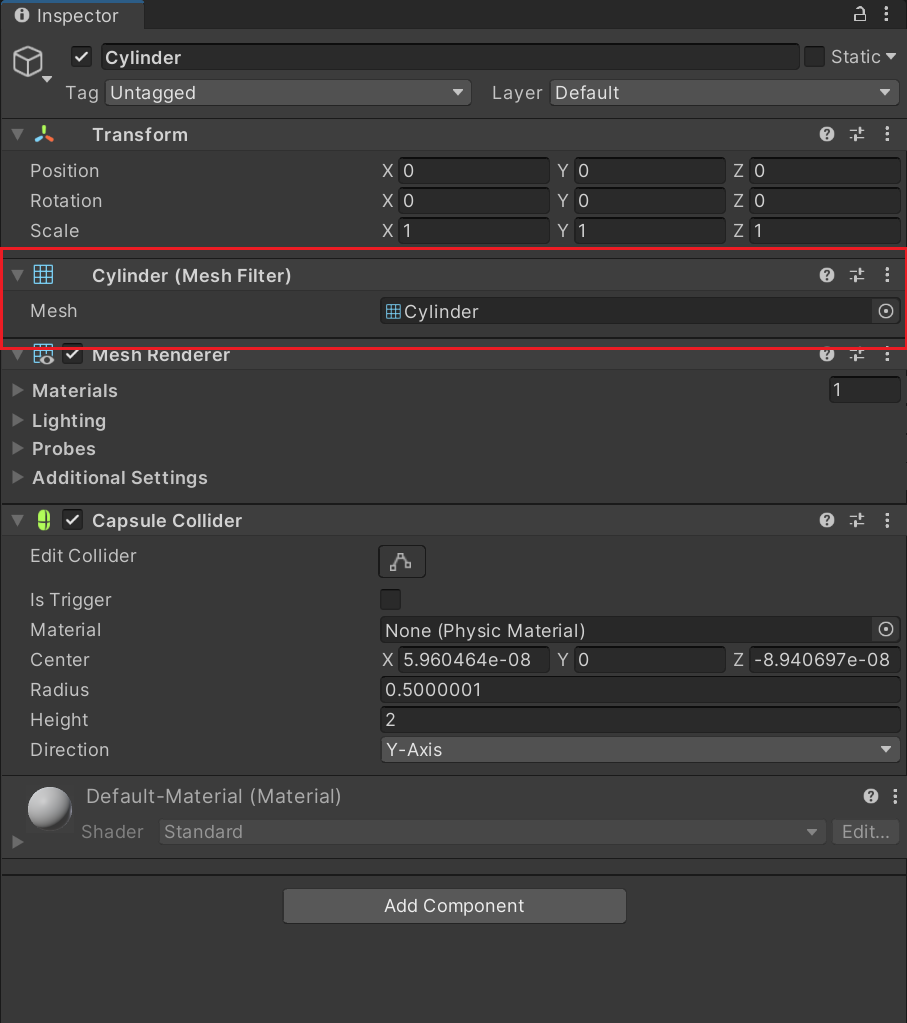 Inspector
Cylinder Static
Tag Untagged Layer Default
Transform
Position X 0 Y 0 Z 0
Rotation X 0 Y 0 Z 0
Scale X 1 Y 1 Z 1
Cylinder (Mesh Filter)
Mesh Cylinder
Mesh Renderer
Materials 1
Lighting
Probes
Additional Settings
Capsule Collider
Edit Collider
Is Trigger
Material None (Physic Material)
Center X 5.960464e-08 Y 0 Z -8.940697e-08
Radius 0.5000001
Height 2
Direction Y-Axis
Default-Material (Material)
Shader Standard Edit...
Add Component